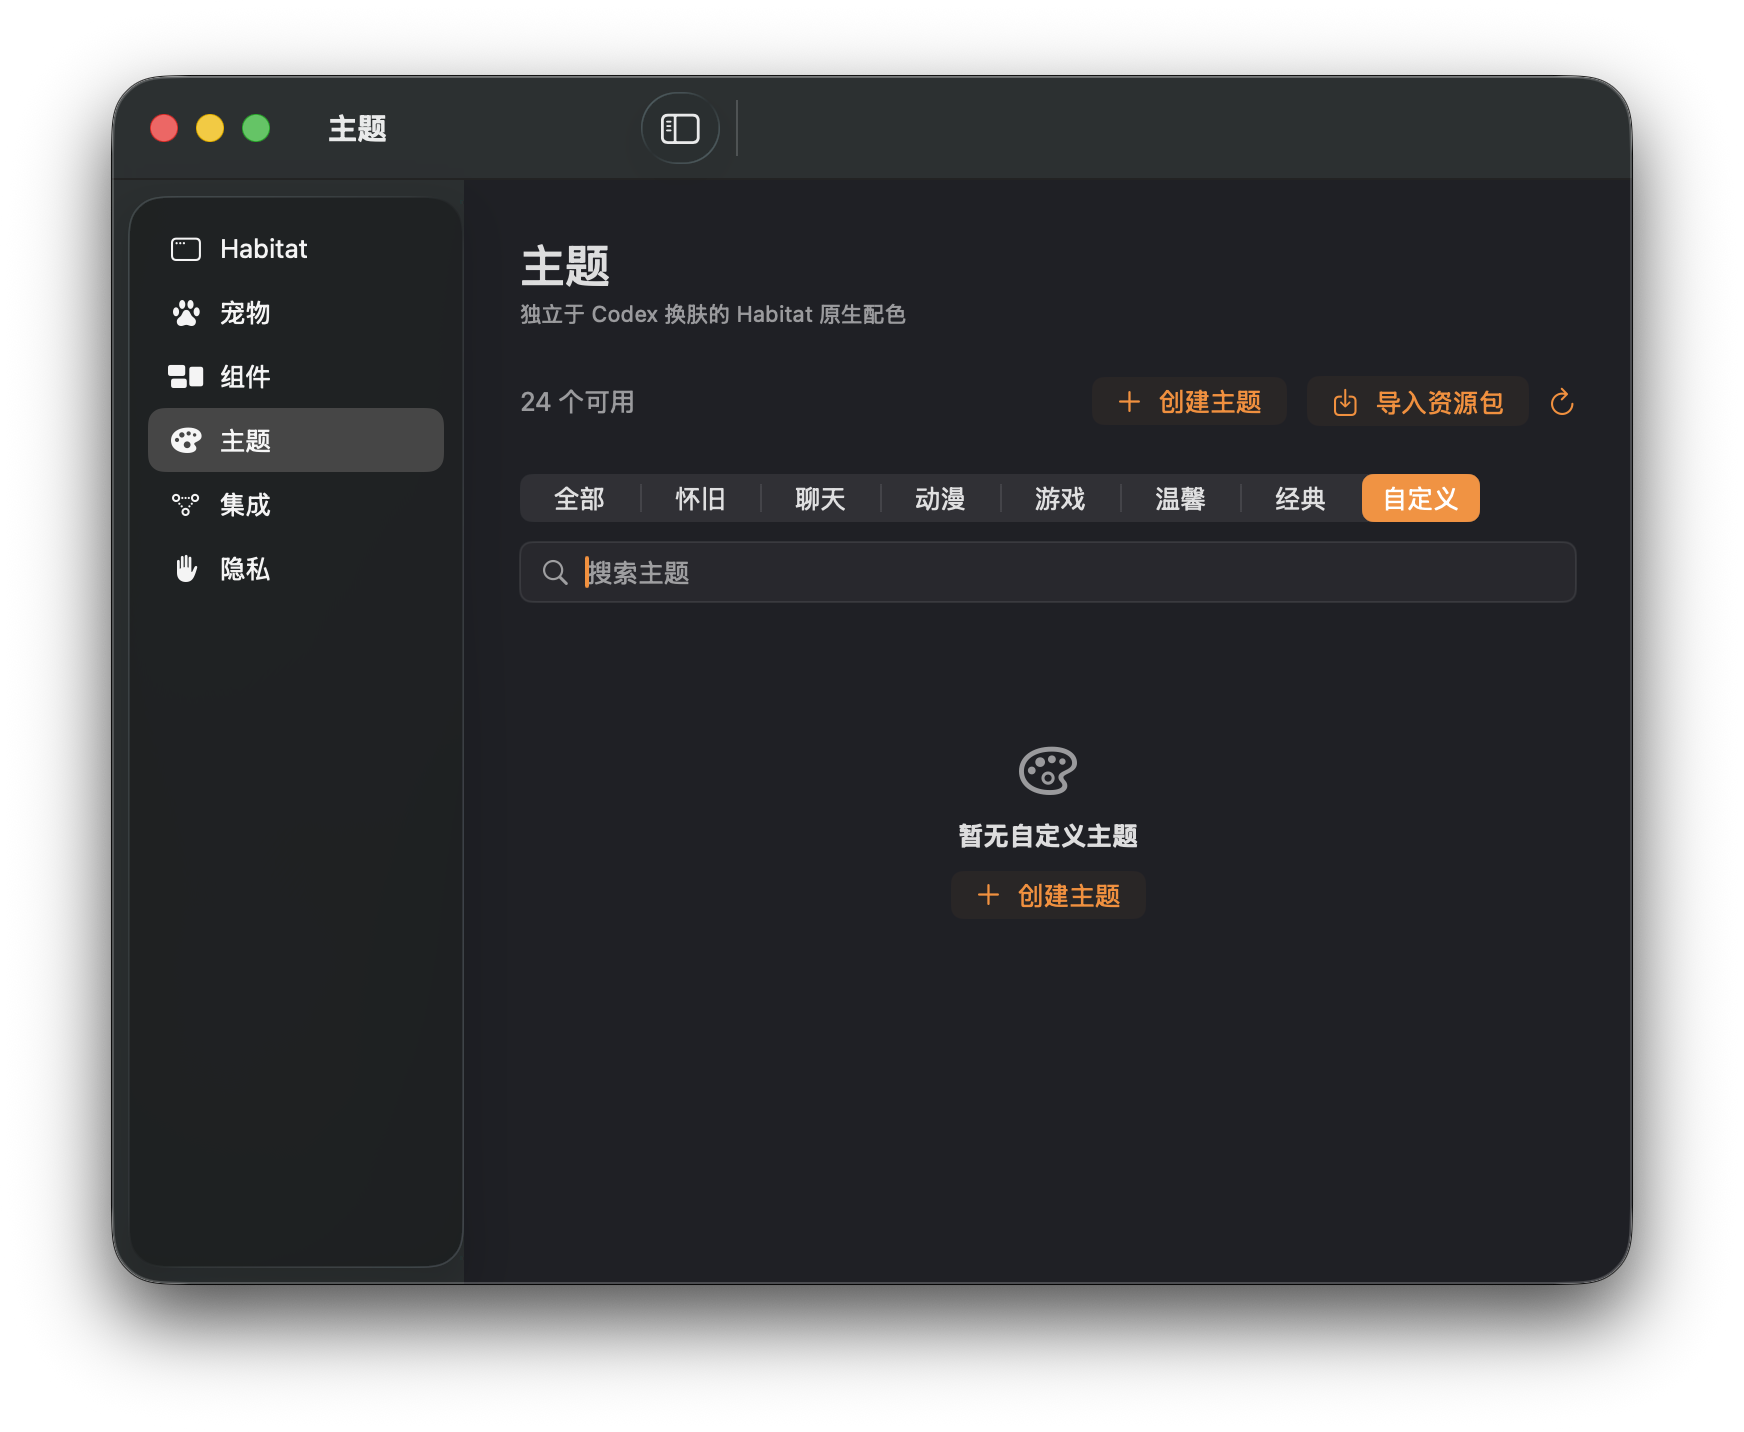 主题
Habitat
宠物
组件
主题
集成
隐私
主题
独立于 Codex 换肤的 Habitat 原生配色
24 个可用
创建主题
导入资源包
全部
怀旧
聊天
动漫
游戏
温馨
经典
自定义
搜索主题
暂无自定义主题
创建主题